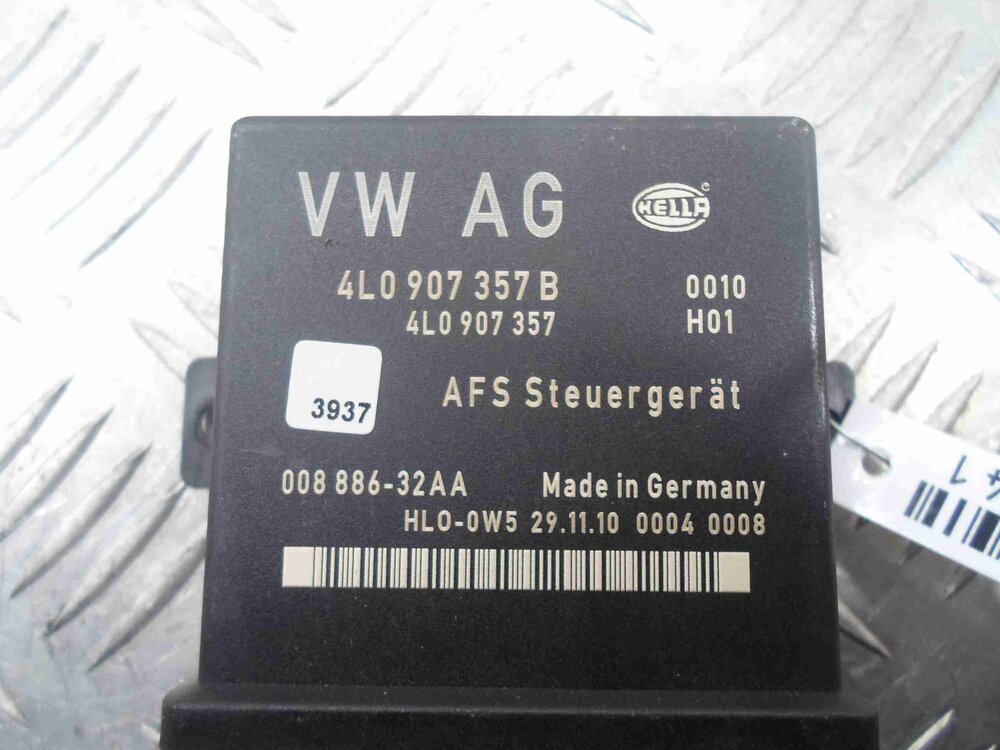 VW AG HELLA
4L0 907 357 B 0010
4L0 907 357 H01
AFS Steuergerät
3937
008 886-32AA Made in Germany
HLO-0W5 29.11.10 0004 0008